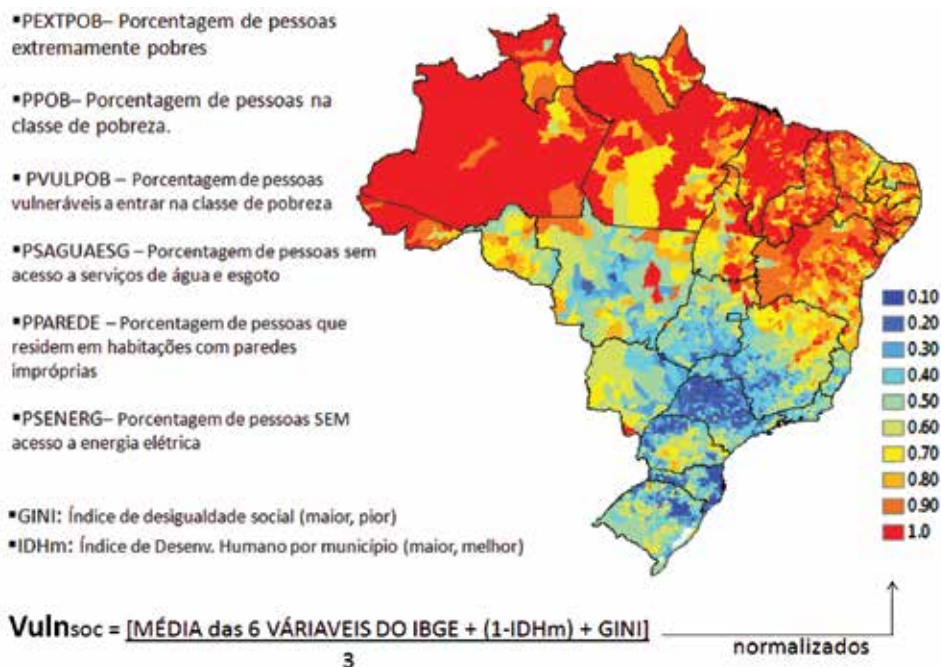 ▪PEXTPOB– Porcentagem de pessoas
extremamente pobres
▪PPOB– Porcentagem de pessoas na
classe de pobreza.
▪ PVULPOB – Porcentagem de pessoas
vulneráveis a entrar na classe de pobreza
▪PSAGUAESG – Porcentagem de pessoas sem
acesso a serviços de água e esgoto
▪PPAREDE – Porcentagem de pessoas que
residem em habitações com paredes
impróprias
▪PSENERG– Porcentagem de pessoas SEM
acesso a energia elétrica
▪GINI: Índice de desigualdade social (maior, pior)
▪IDHm: Índice de Desenv. Humano por município (maior, melhor)
0.10
0.20
0.30
0.40
0.50
0.60
0.70
0.80
0.90
1.0
Vulnsoc = [MÉDIA das 6 VÁRIAVEIS DO IBGE + (1-IDHm) + GINI]
3
normalizados